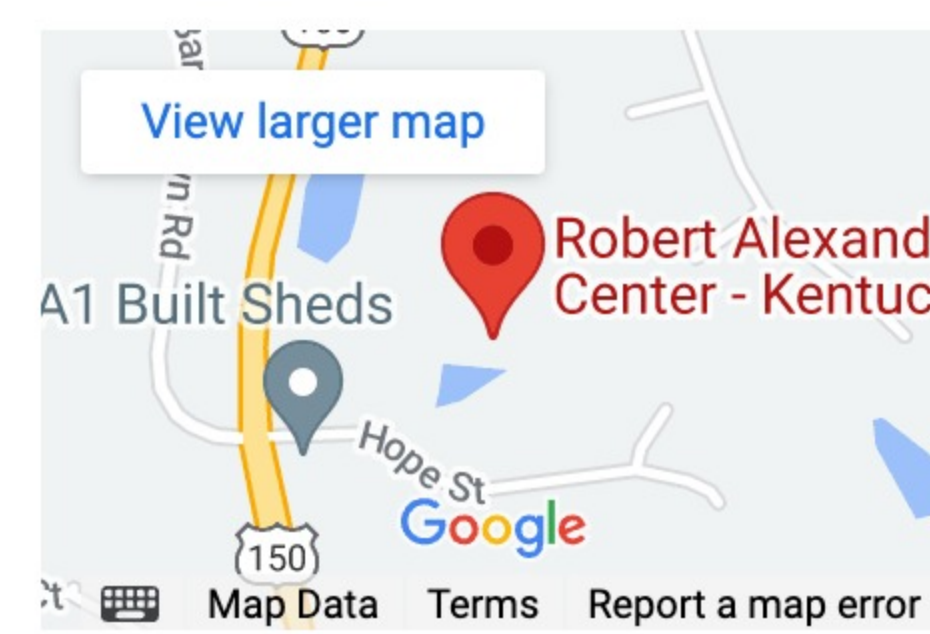 View larger map
Rd
Robert Alexand
Center - Kentuc
A1 Built Sheds
Hope St
Google
150
Map Data
Terms
Report a map error